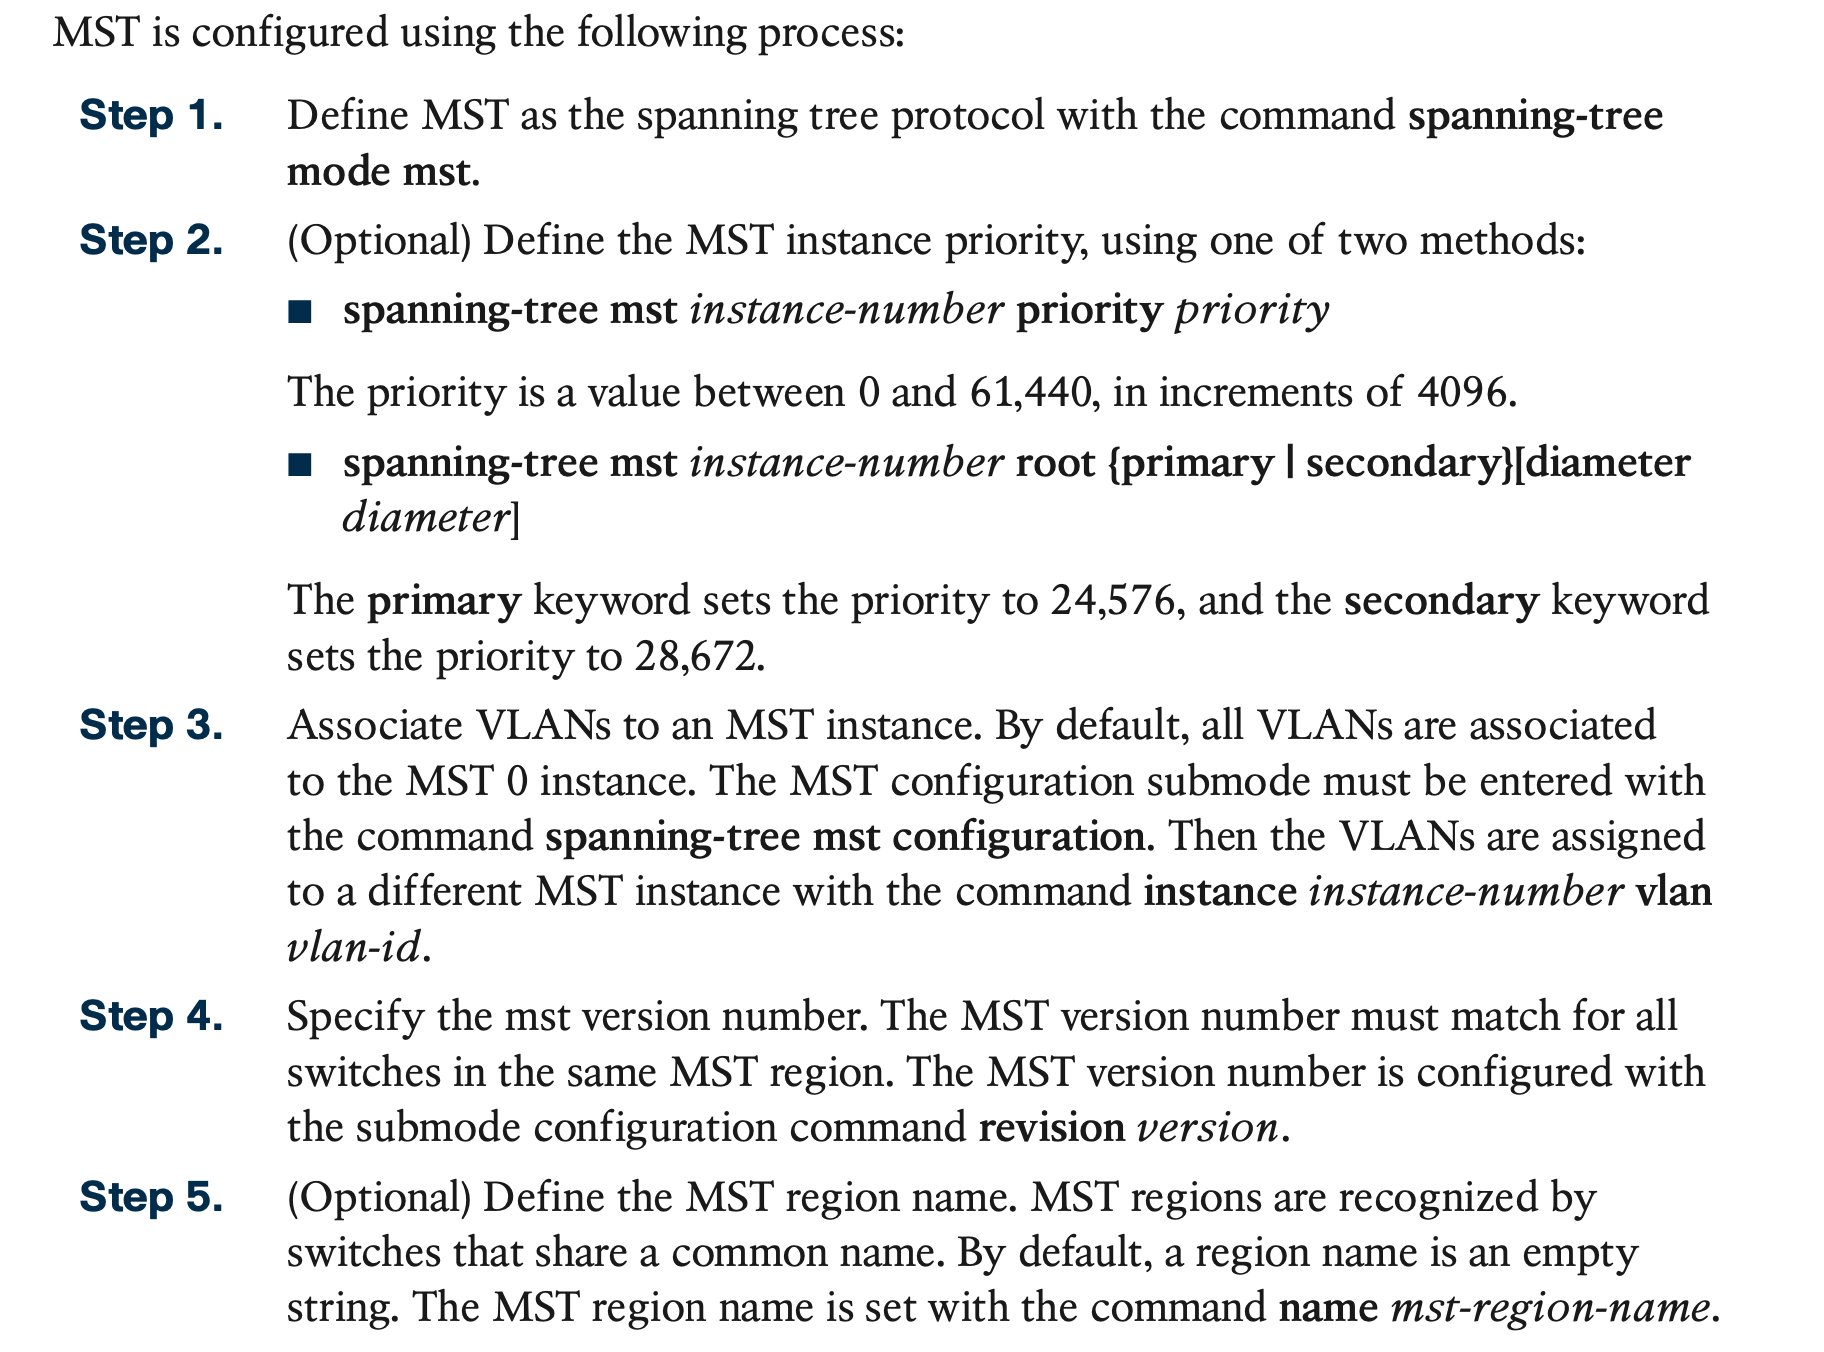 MST is configured using the following process:
Step 1. Define MST as the spanning tree protocol with the command spanning-tree
mode mst.
Step 2. (Optional) Define the MST instance priority, using one of two methods:
■ spanning-tree mst instance-number priority priority
The priority is a value between 0 and 61,440, in increments of 4096.
■ spanning-tree mst instance-number root {primary | secondary}[diameter
diameter]
The primary keyword sets the priority to 24,576, and the secondary keyword
sets the priority to 28,672.
Step 3. Associate VLANs to an MST instance. By default, all VLANs are associated
to the MST 0 instance. The MST configuration submode must be entered with
the command spanning-tree mst configuration. Then the VLANs are assigned
to a different MST instance with the command instance instance-number vlan
vlan-id.
Step 4. Specify the mst version number. The MST version number must match for all
switches in the same MST region. The MST version number is configured with
the submode configuration command revision version.
Step 5. (Optional) Define the MST region name. MST regions are recognized by
switches that share a common name. By default, a region name is an empty
string. The MST region name is set with the command name mst-region-name.